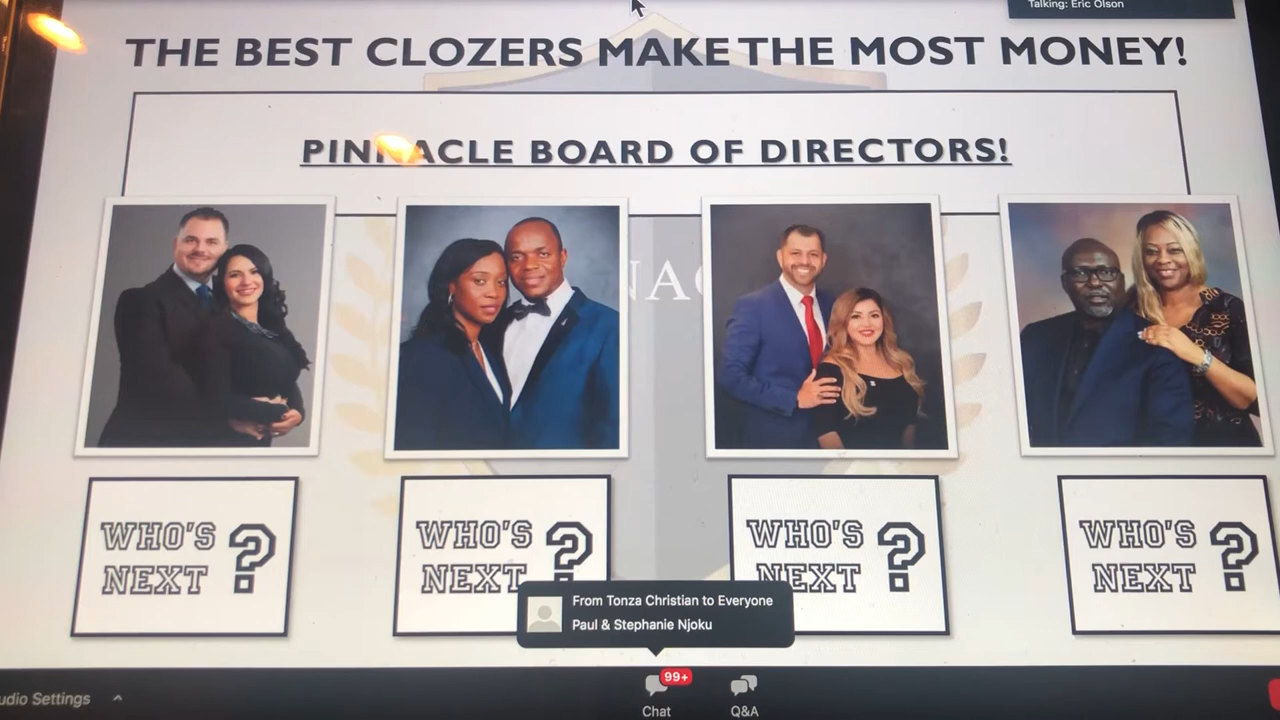 Talking: Eric Olson
THE BEST CLOZERS MAKE THE MOST MONEY!
PINNACLE BOARD OF DIRECTORS!
NAC
WHO'S NEXT ?
WHO'S NEXT ?
WHO'S NEXT ?
WHO'S NEXT ?
From Tonza Christian to Everyone
Paul & Stephanie Njoku
udio Settings
99+
Chat
Q&A